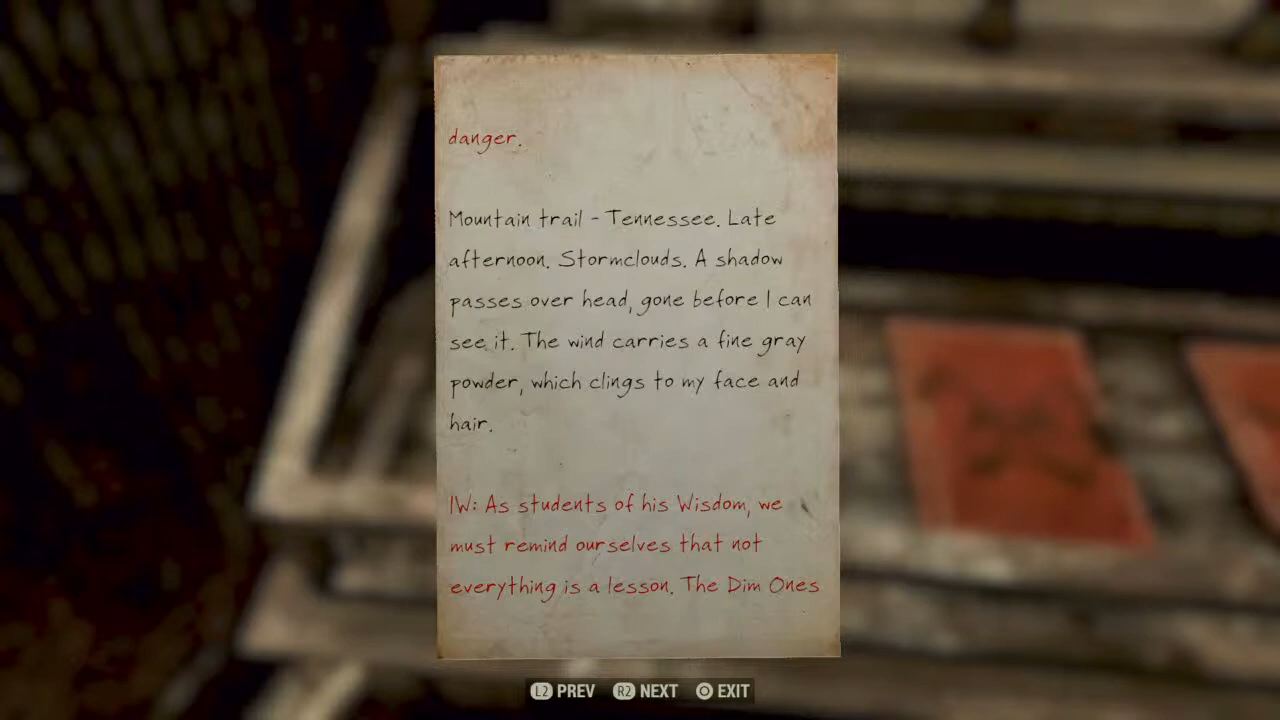 danger.
Mountain trail - Tennessee. Late
afternoon. Stormclouds. A shadow
passes over head, gone before I can
see it. The wind carries a fine gray
powder, which clings to my face and
hair.
IW: As students of his Wisdom, we
must remind ourselves that not
everything is a lesson. The Dim Ones
L2 PREV R2 NEXT O EXIT